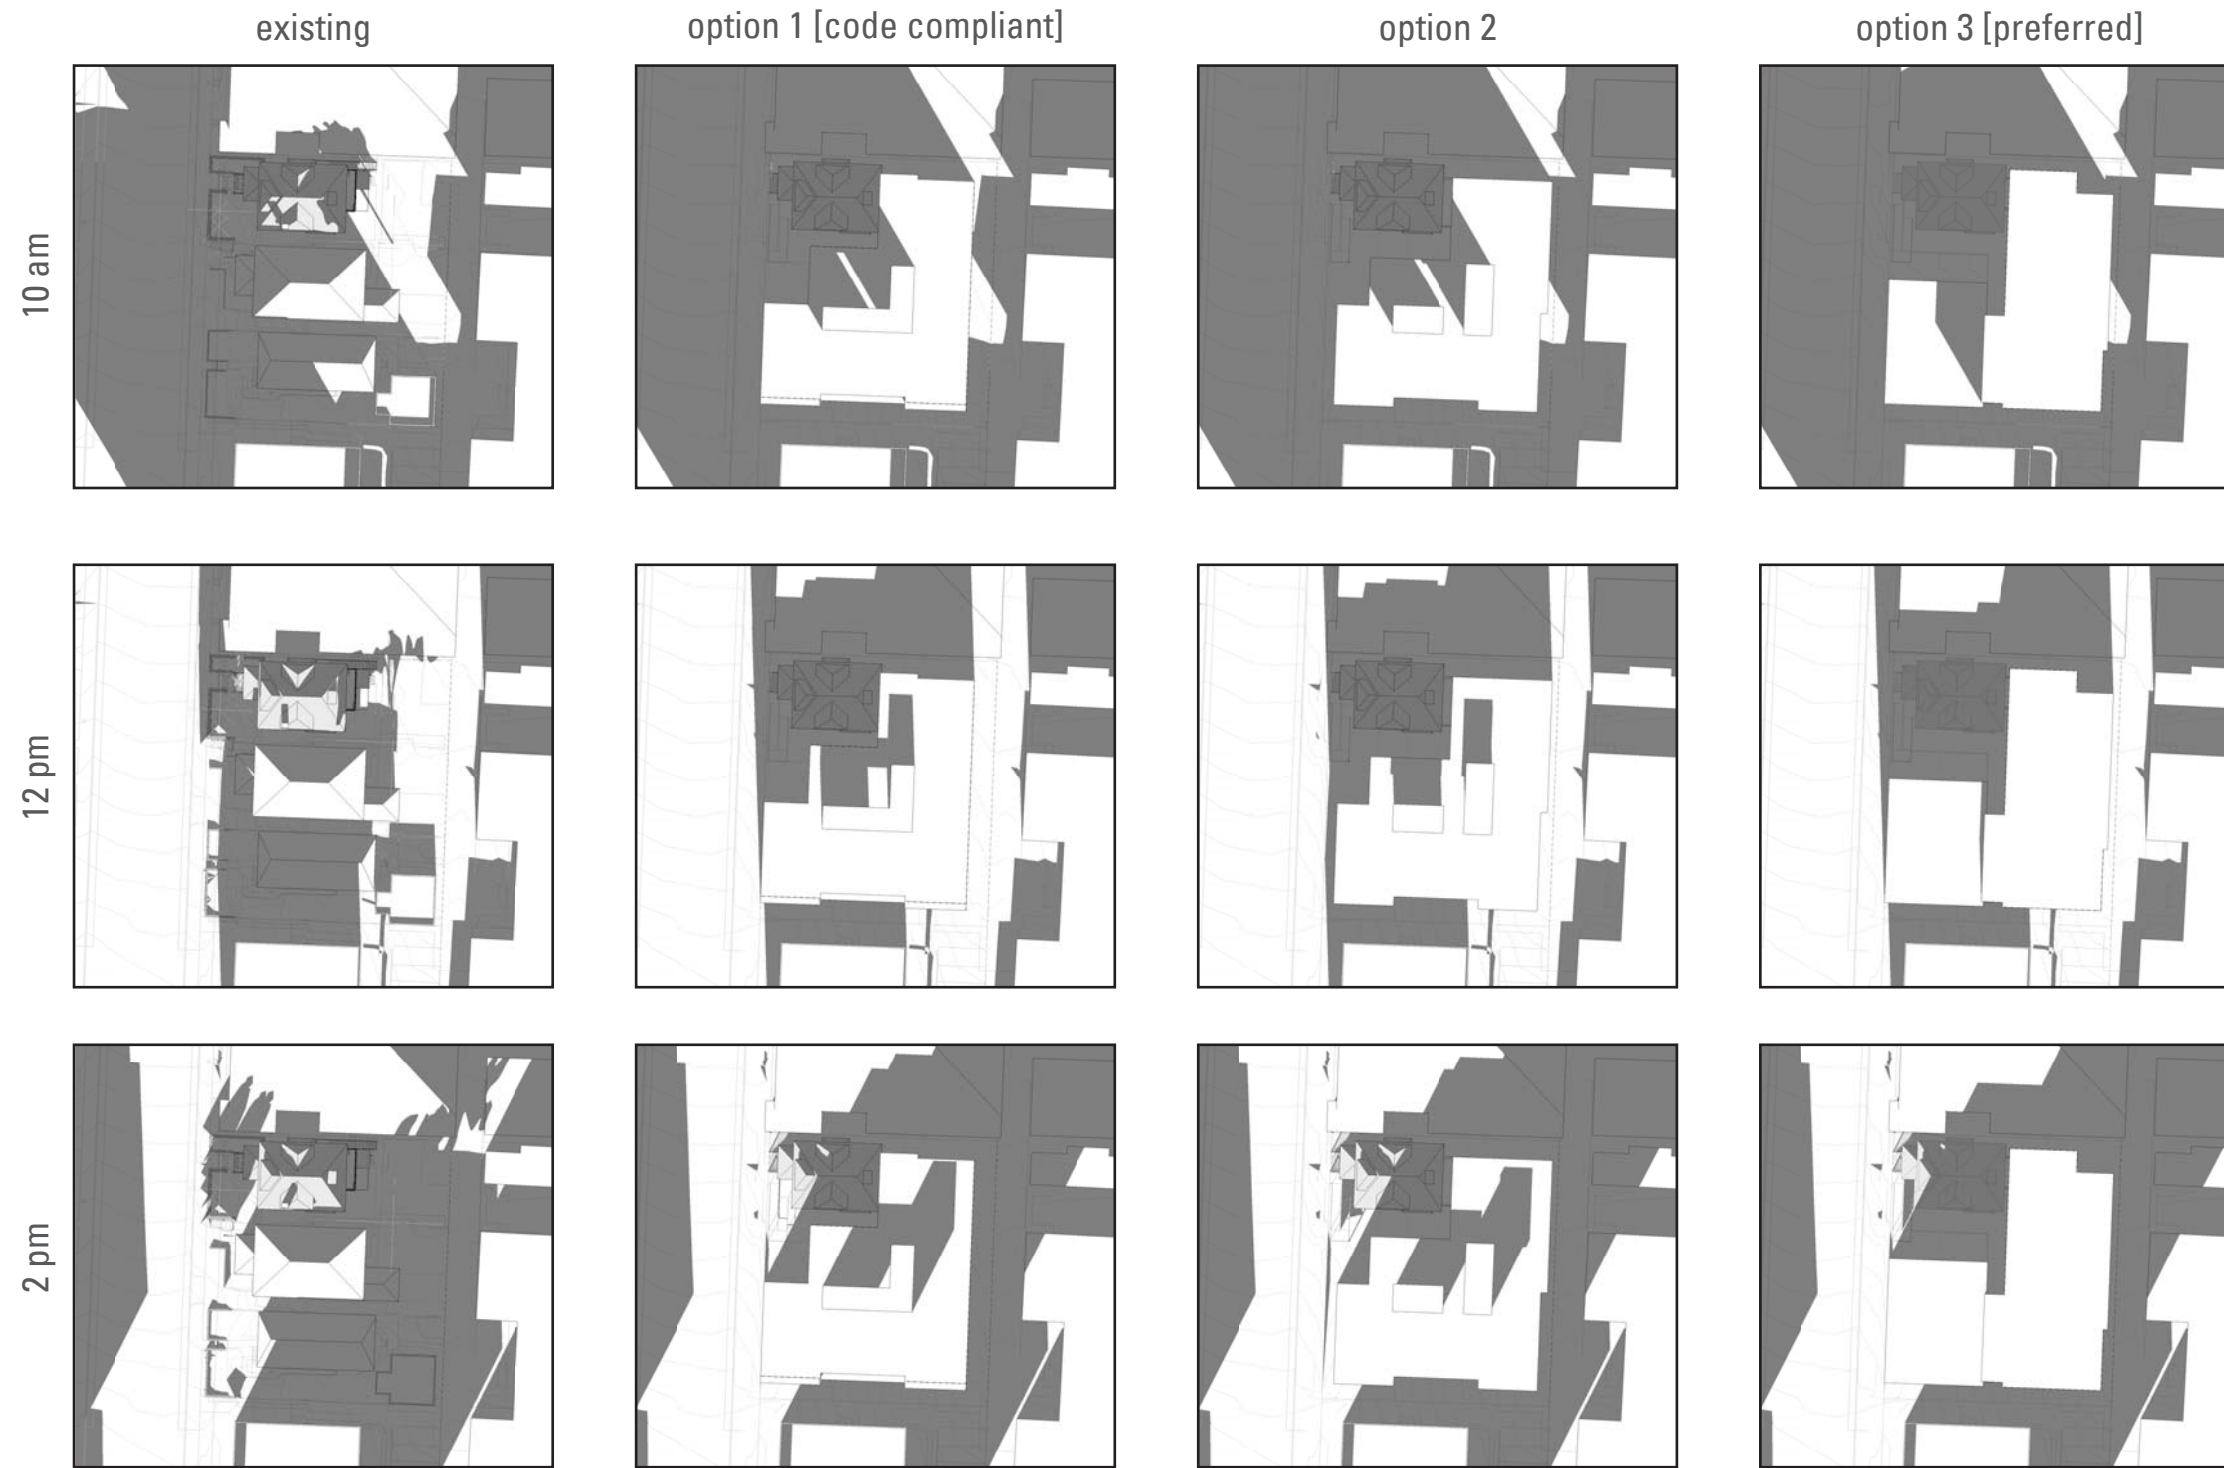 existing
option 1 [code compliant]
option 2
option 3 [preferred]
10 am
12 pm
2 pm